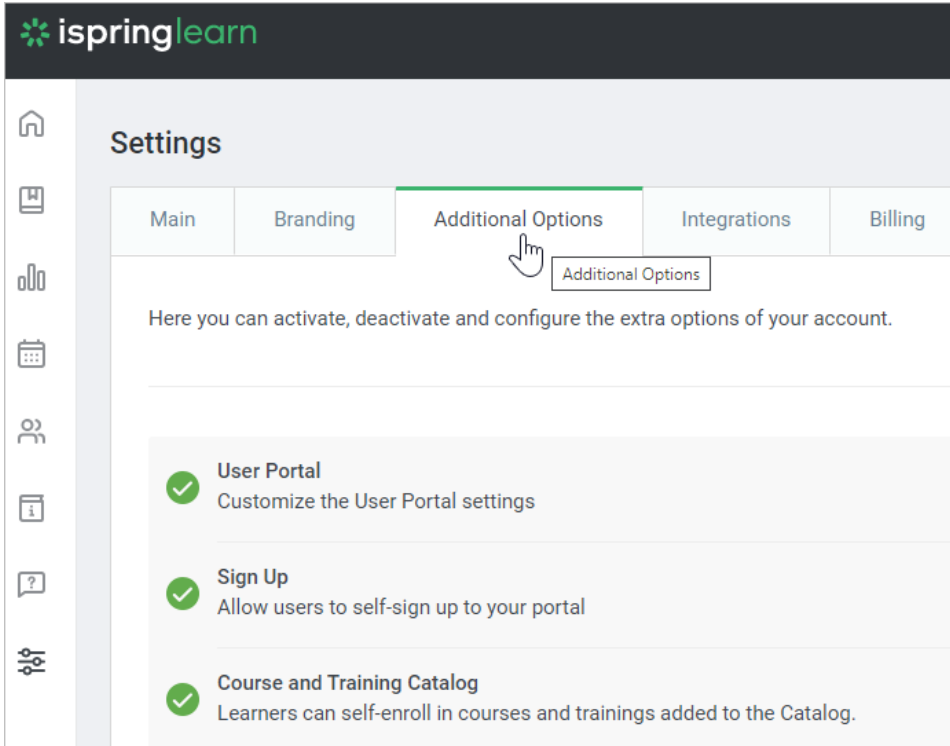 ispringlearn
Settings
Main
Branding
Additional Options
Integrations
Billing
Additional Options
Here you can activate, deactivate and configure the extra options of your account.
User Portal
Customize the User Portal settings
Sign Up
Allow users to self-sign up to your portal
Course and Training Catalog
Learners can self-enroll in courses and trainings added to the Catalog.